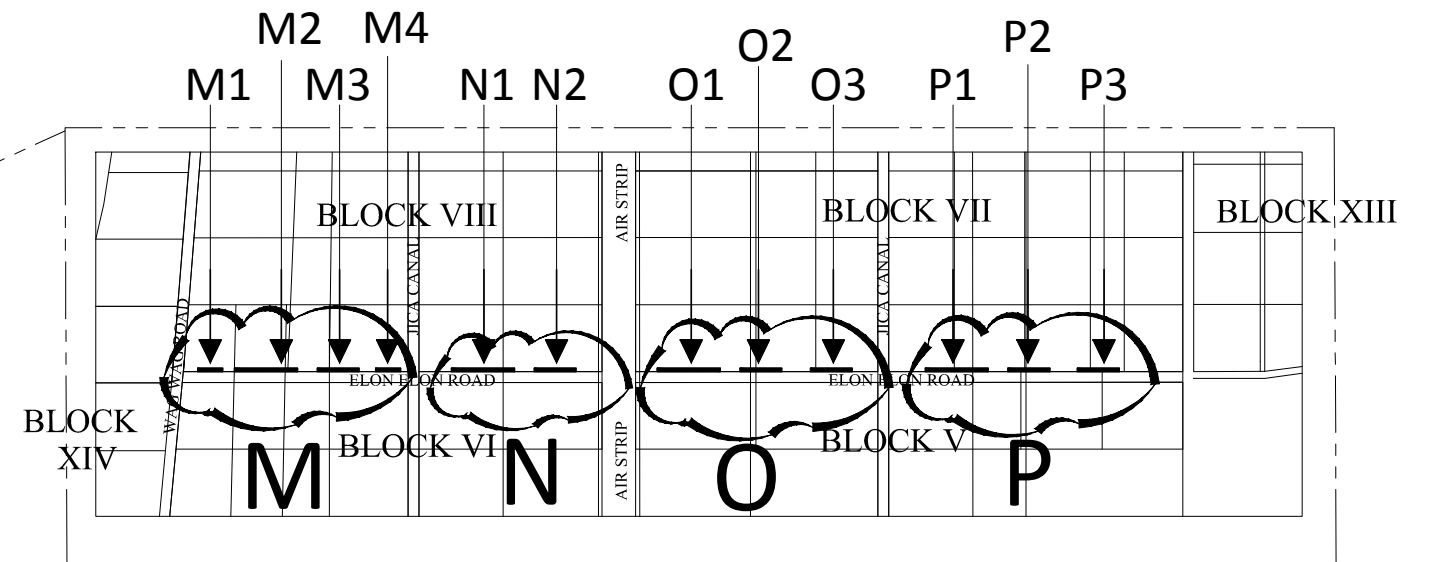 M2 M4
O2 P2
M1 M3 N1 N2 O1 O3 P1 P3
AIR STRIP
BLOCK VIII
BLOCK VII
BLOCK XIII
JICA CANAL
JICA CANAL
WAG WAG ROAD
ELON ELON ROAD
ELON ELON ROAD
BLOCK
XIV
BLOCK VI
BLOCK V
AIR STRIP
M N O P